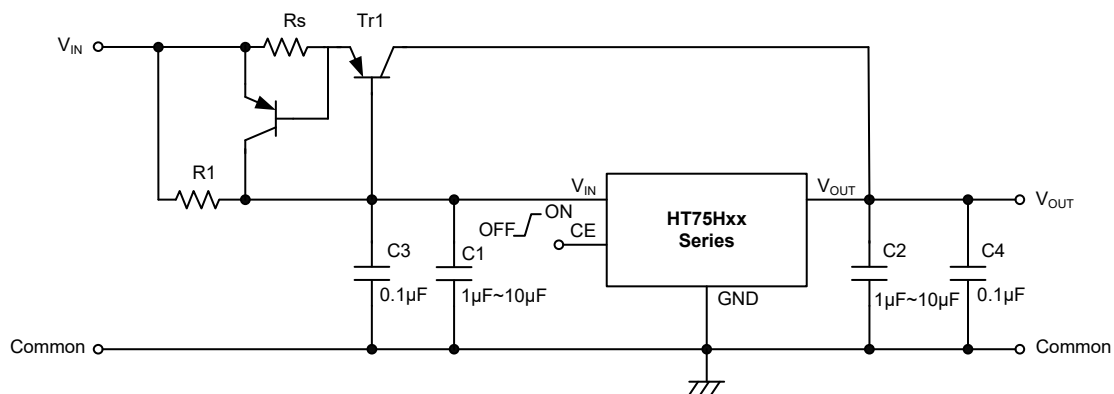 Rs
Tr1
V_IN
R1
V_IN
V_OUT
HT75Hxx
Series
V_OUT
ON
OFF
CE
C3
C1
C2
C4
0.1µF
1µF~10µF
GND
1µF~10µF
0.1µF
Common
Common